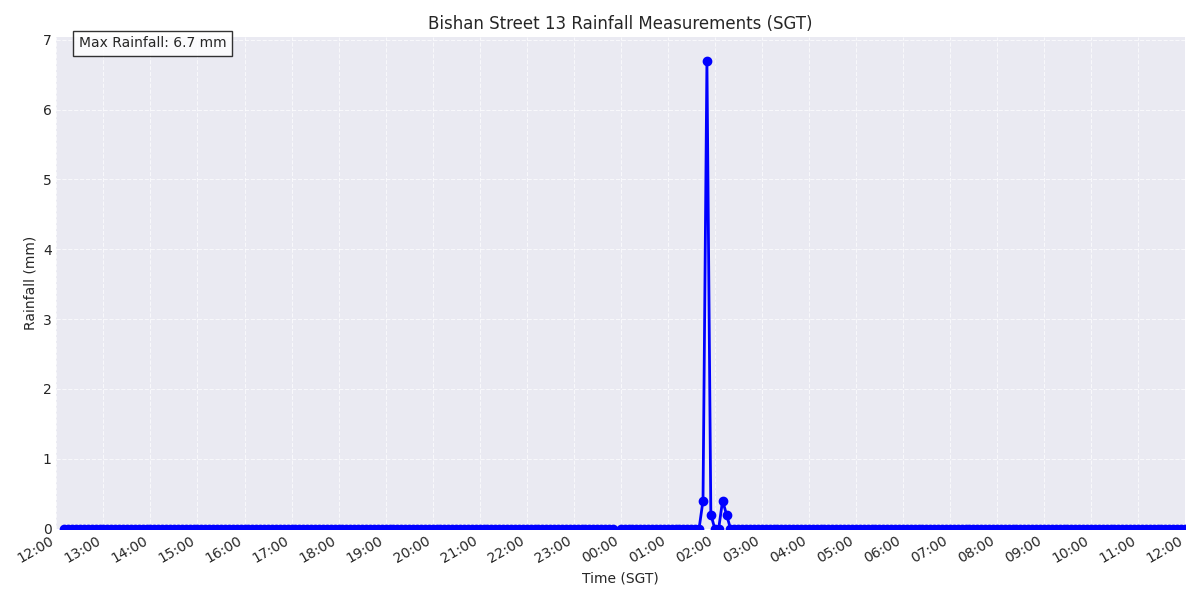 Bishan Street 13 Rainfall Measurements (SGT)
Max Rainfall: 6.7 mm
7
6
5
4
3
2
1
0
Rainfall (mm)
12:00 13:00 14:00 15:00 16:00 17:00 18:00 19:00 20:00 21:00 22:00 23:00 00:00 01:00 02:00 03:00 04:00 05:00 06:00 07:00 08:00 09:00 10:00 11:00 12:00
Time (SGT)